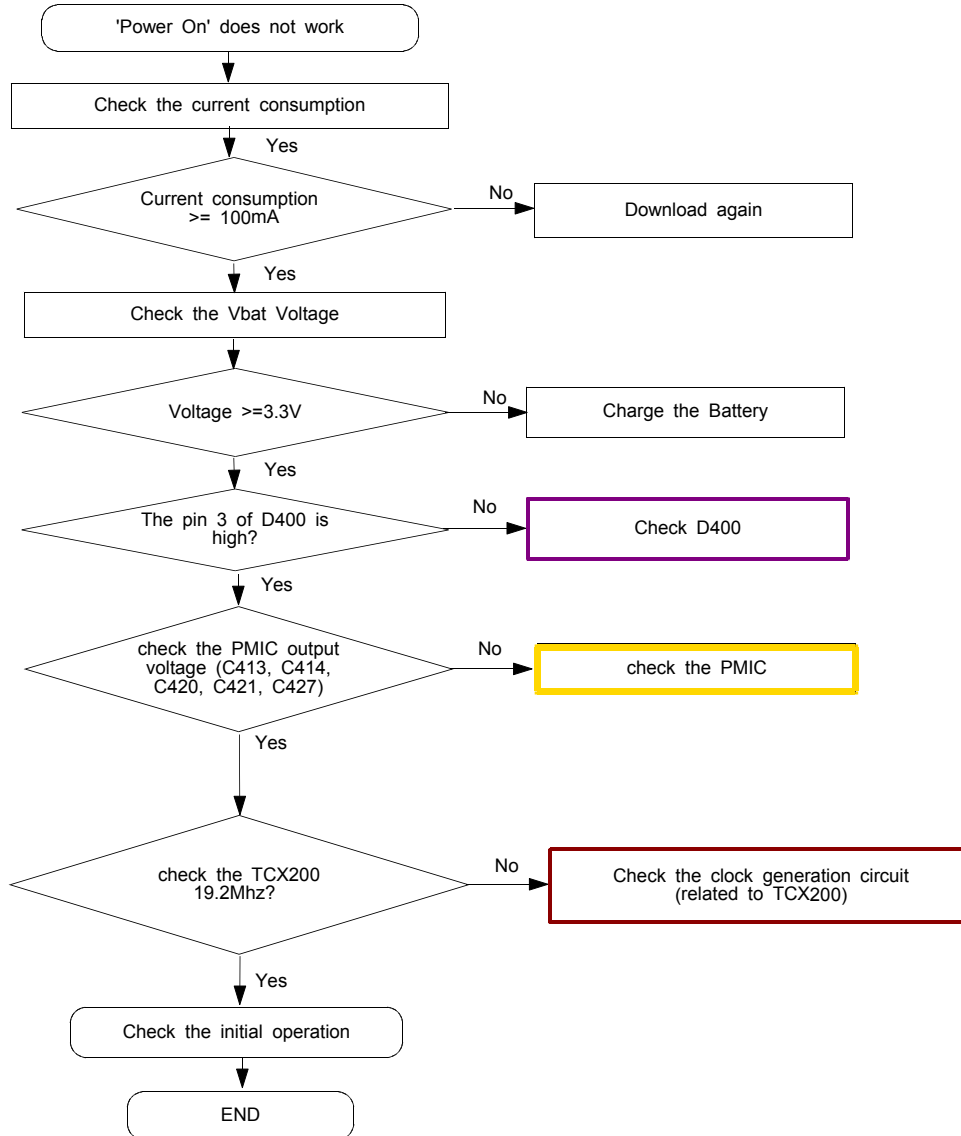 'Power On' does not work
Check the current consumption
Yes
Current consumption
>= 100mA
No
Download again
Yes
Check the Vbat Voltage
Voltage >=3.3V
No
Charge the Battery
Yes
The pin 3 of D400 is
high?
No
Check D400
Yes
check the PMIC output
voltage (C413, C414,
C420, C421, C427)
No
check the PMIC
Yes
check the TCX200
19.2Mhz?
No
Check the clock generation circuit
(related to TCX200)
Yes
Check the initial operation
END